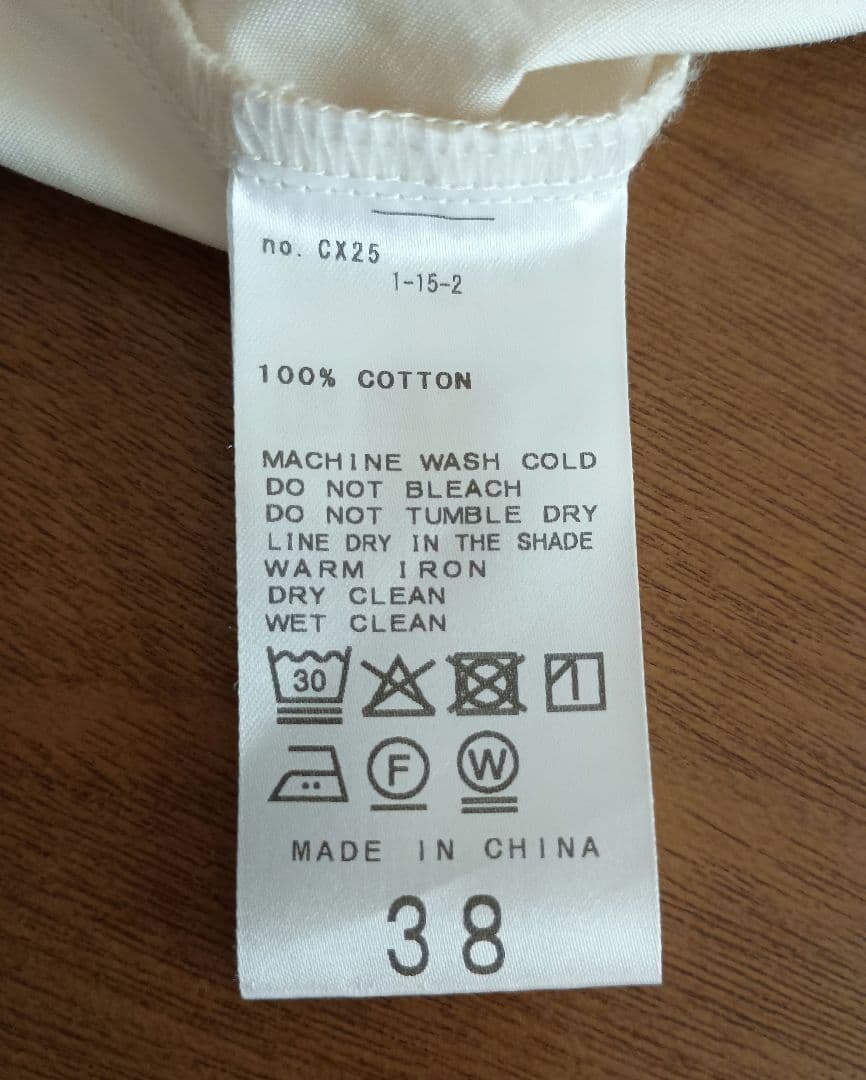 no. CX25
1-15-2
100% COTTON
MACHINE WASH COLD
DO NOT BLEACH
DO NOT TUMBLE DRY
LINE DRY IN THE SHADE
WARM IRON
DRY CLEAN
WET CLEAN
30
F W
MADE IN CHINA
38